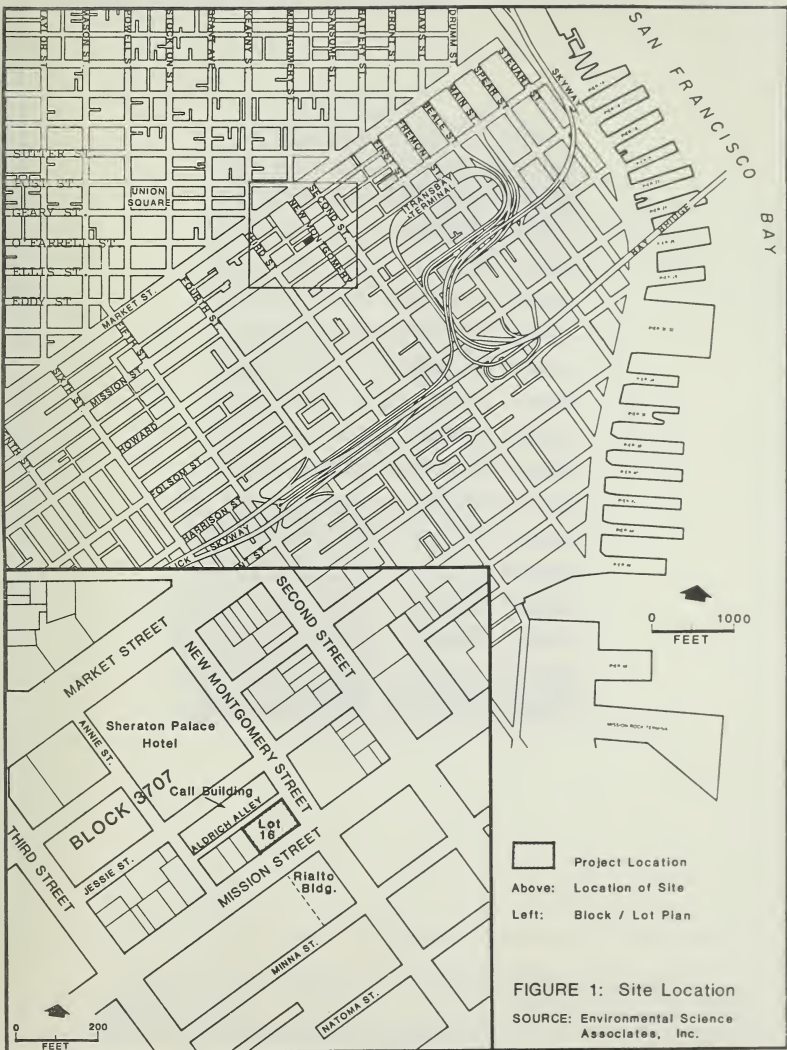 TAYLOR ST.
MASON ST.
POWELL ST.
STOCKTON ST.
GRANT AVE
KEARNY ST.
MONTGOMERY ST.
SANSOME ST.
BATTERY ST.
FRONT ST.
DAVIS ST.
DRUMM ST.
SAN FRANCISCO
BAY
SKYWAY
STEUART ST
SPEAR ST.
MAIN ST.
BEALE ST.
FREMONT
FIRST ST.
TRANSBAY
TERMINAL
BAY BRIDGE
SUTTER ST.
POST ST.
UNION
SQUARE
GEARY ST.
O'FARRELL ST.
ELLIS ST.
EDDY ST.
SECOND ST.
NEW MONTGOMERY
THIRD ST.
FOURTH ST.
MARKET ST.
FIFTH ST.
SIXTH ST.
MISSION ST.
HOWARD
FOLSOM ST.
HARRISON ST.
SKYWAY
MISSION ROCK TERMINAL
0 1000
FEET
MARKET STREET
SECOND STREET
NEW MONTGOMERY STREET
Sheraton Palace
Hotel
ANNIE ST.
BLOCK 3707
Call Building
ALDRICH ALLEY
Lot
16
THIRD STREET
JESSIE ST.
MISSION STREET
Rialto
Bldg.
MINNA ST.
NATOMA ST.
0 200
FEET
Project Location
Above: Location of Site
Left: Block / Lot Plan
FIGURE 1: Site Location
SOURCE: Environmental Science
Associates, Inc.